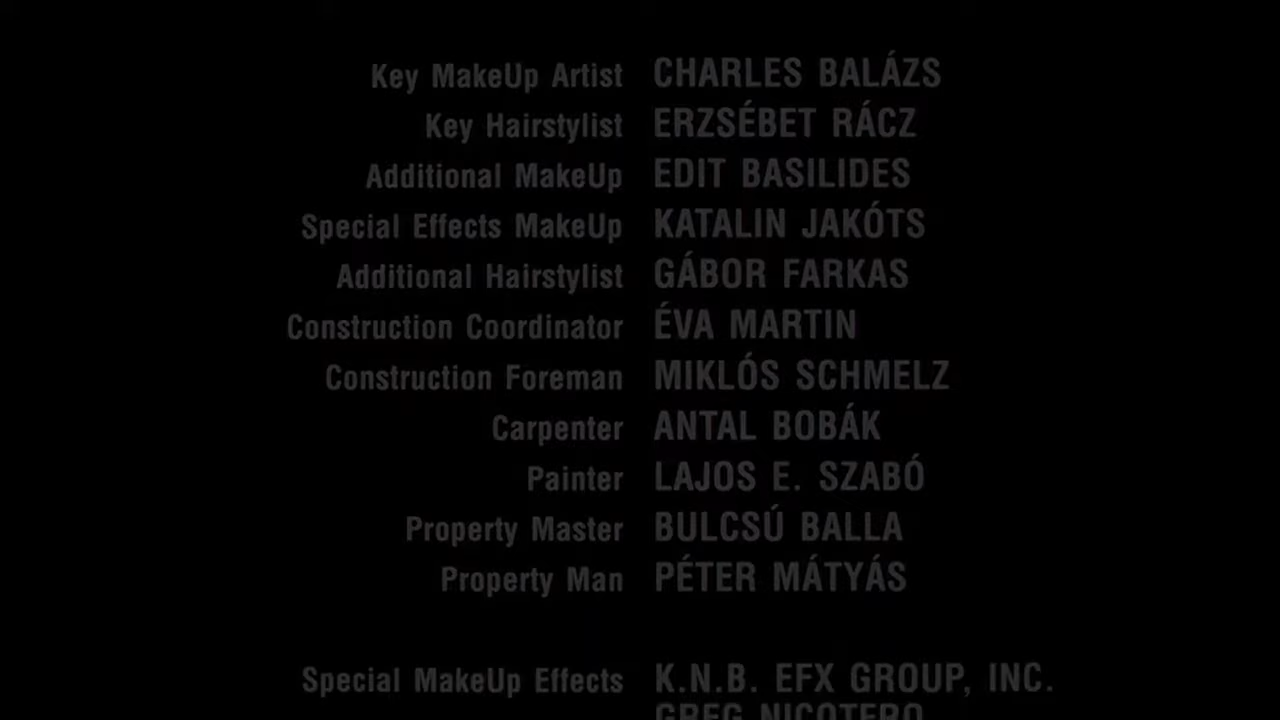 Key MakeUp Artist CHARLES BALÁZS
Key Hairstylist ERZSÉBET RÁCZ
Additional MakeUp EDIT BASILIDES
Special Effects MakeUp KATALIN JAKÓTS
Additional Hairstylist GÁBOR FARKAS
Construction Coordinator ÉVA MARTIN
Construction Foreman MIKLÓS SCHMELZ
Carpenter ANTAL BOBÁK
Painter LAJOS E. SZABÓ
Property Master BULCSÚ BALLA
Property Man PÉTER MÁTYÁS
Special MakeUp Effects K.N.B. EFX GROUP, INC.
GREG NICOTERO